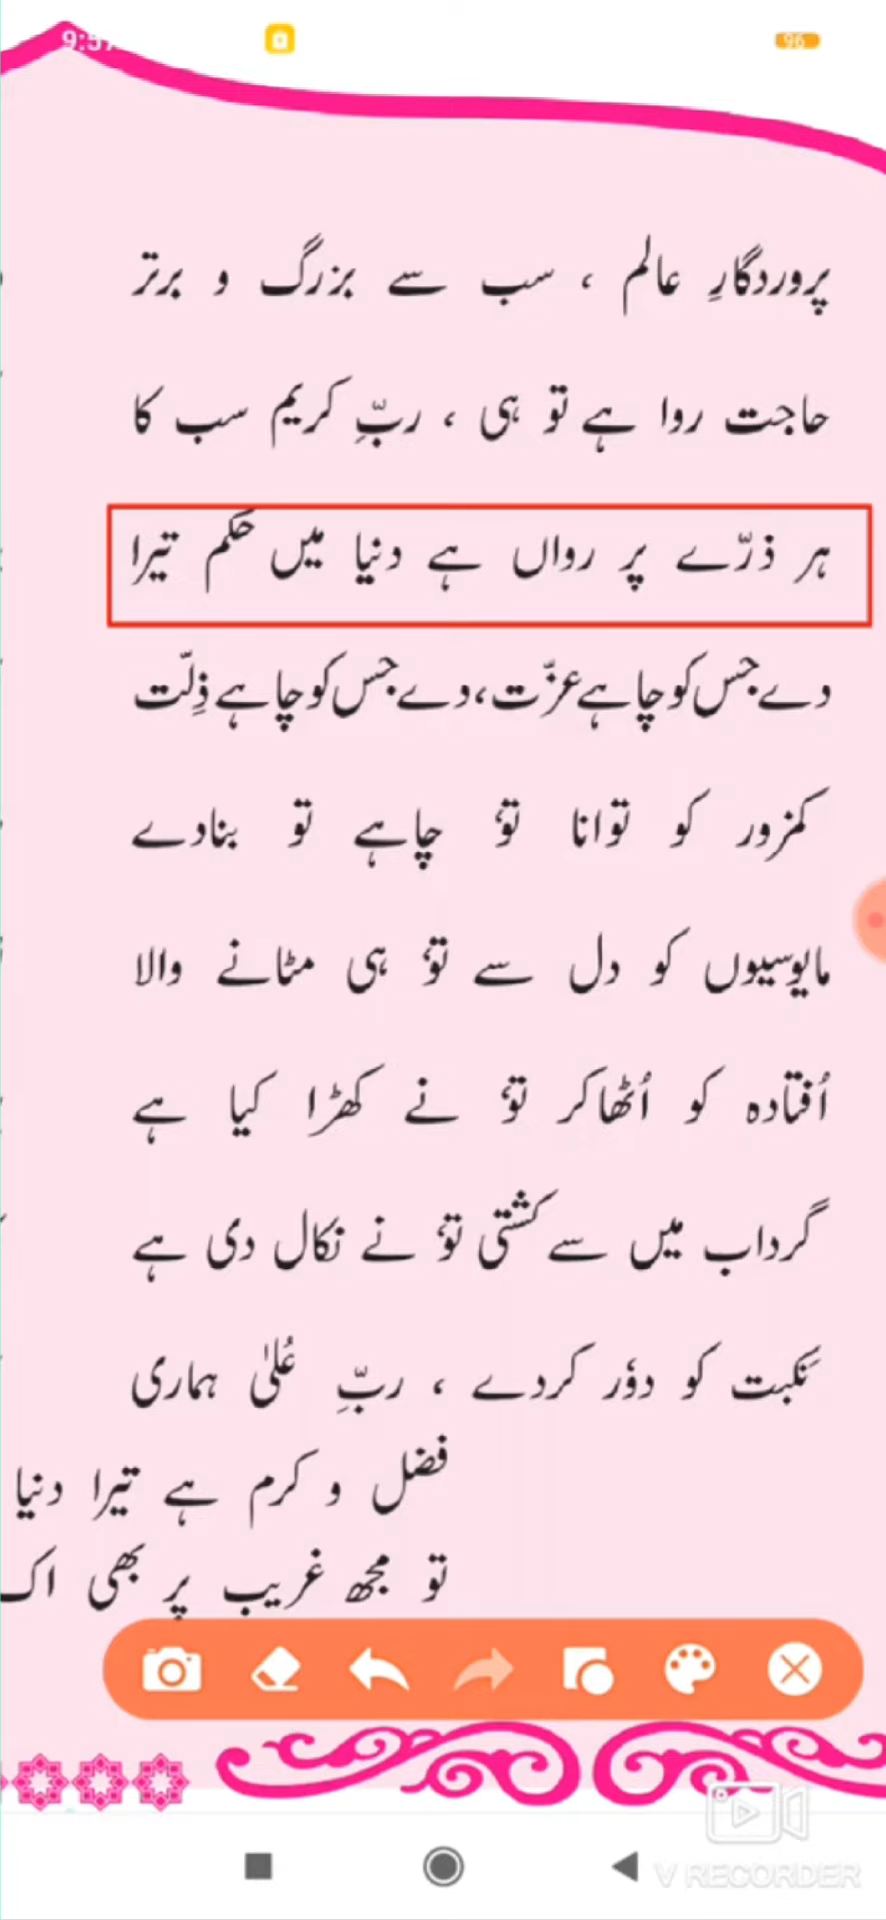 96
پروردگارِ عالم ، سب سے بزرگ و برتر
حاجت روا ہے تو ہی ، ربِّ کریم سب کا
ہر ذرّے پر رواں ہے دنیا میں حکم تیرا
دے جس کو چاہے عزّت، دے جس کو چاہے ذِلّت
کمزور کو توانا توٗ چاہے تو بنادے
مایوسیوں کو دل سے توٗ ہی مٹانے والا
اُفتادہ کو اُٹھاکر توٗ نے کھڑا کیا ہے
گرداب میں سے کشتی توٗ نے نکال دی ہے
نَکبت کو دوٗر کردے ، ربِّ عُلیٰ ہماری
فضل و کرم ہے تیرا دنیا
تو مجھ غریب پر بھی اک
V RECORDER